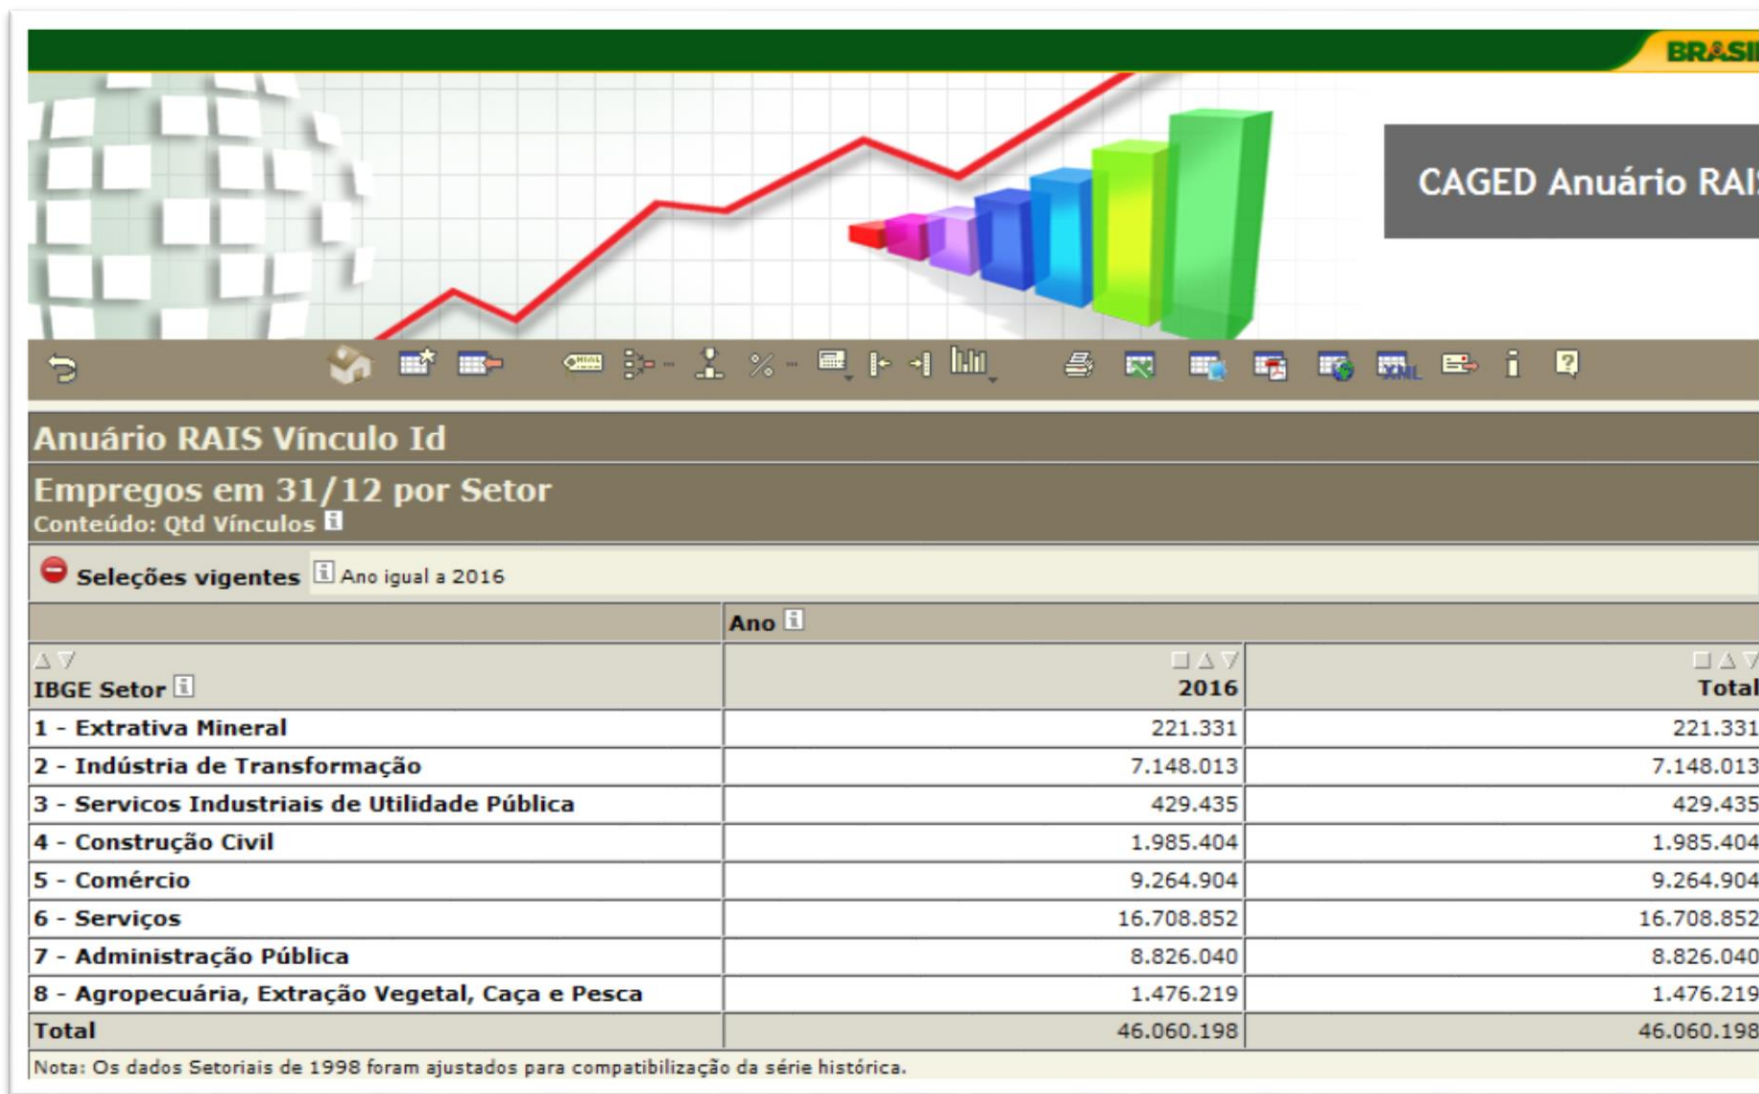 BRASIL
CAGED Anuário RAIS
XML
Anuário RAIS Vínculo Id
Empregos em 31/12 por Setor
Conteúdo: Qtd Vínculos
Seleções vigentes Ano igual a 2016
Ano
IBGE Setor 2016 Total
1 - Extrativa Mineral 221.331 221.331
2 - Indústria de Transformação 7.148.013 7.148.013
3 - Servicos Industriais de Utilidade Pública 429.435 429.435
4 - Construção Civil 1.985.404 1.985.404
5 - Comércio 9.264.904 9.264.904
6 - Serviços 16.708.852 16.708.852
7 - Administração Pública 8.826.040 8.826.040
8 - Agropecuária, Extração Vegetal, Caça e Pesca 1.476.219 1.476.219
Total 46.060.198 46.060.198
Nota: Os dados Setoriais de 1998 foram ajustados para compatibilização da série histórica.